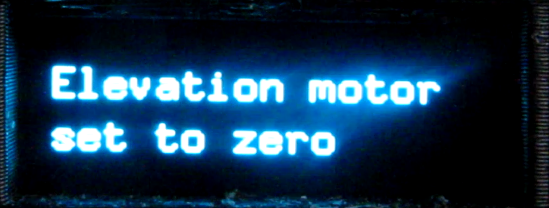 Elevation motor
set to zero